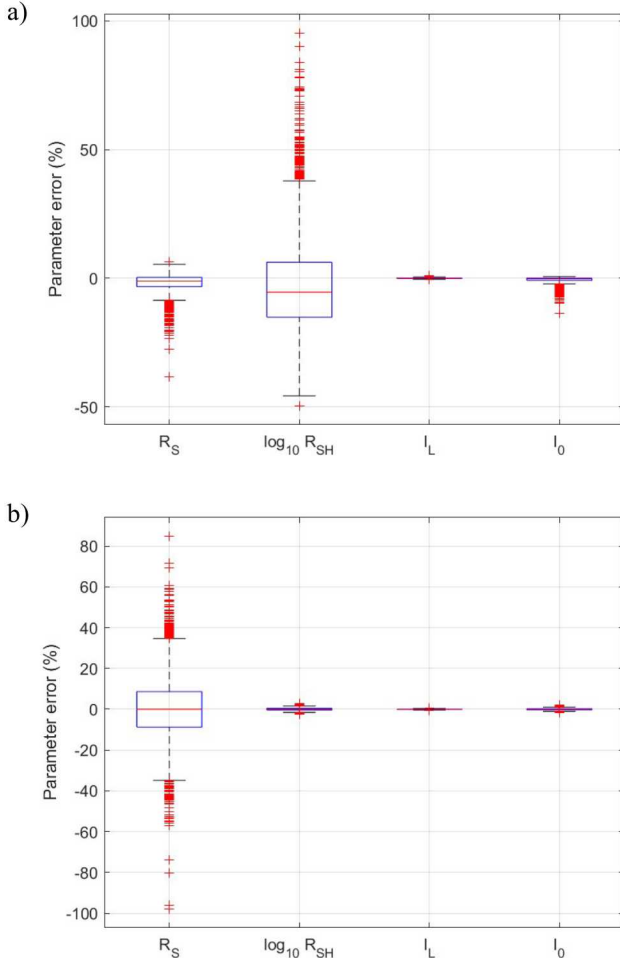 a)
100
50
0
-50
Parameter error (%)
R_S
log_10 R_SH
I_L
I_0
b)
80
60
40
20
0
-20
-40
-60
-80
-100
Parameter error (%)
R_S
log_10 R_SH
I_L
I_0